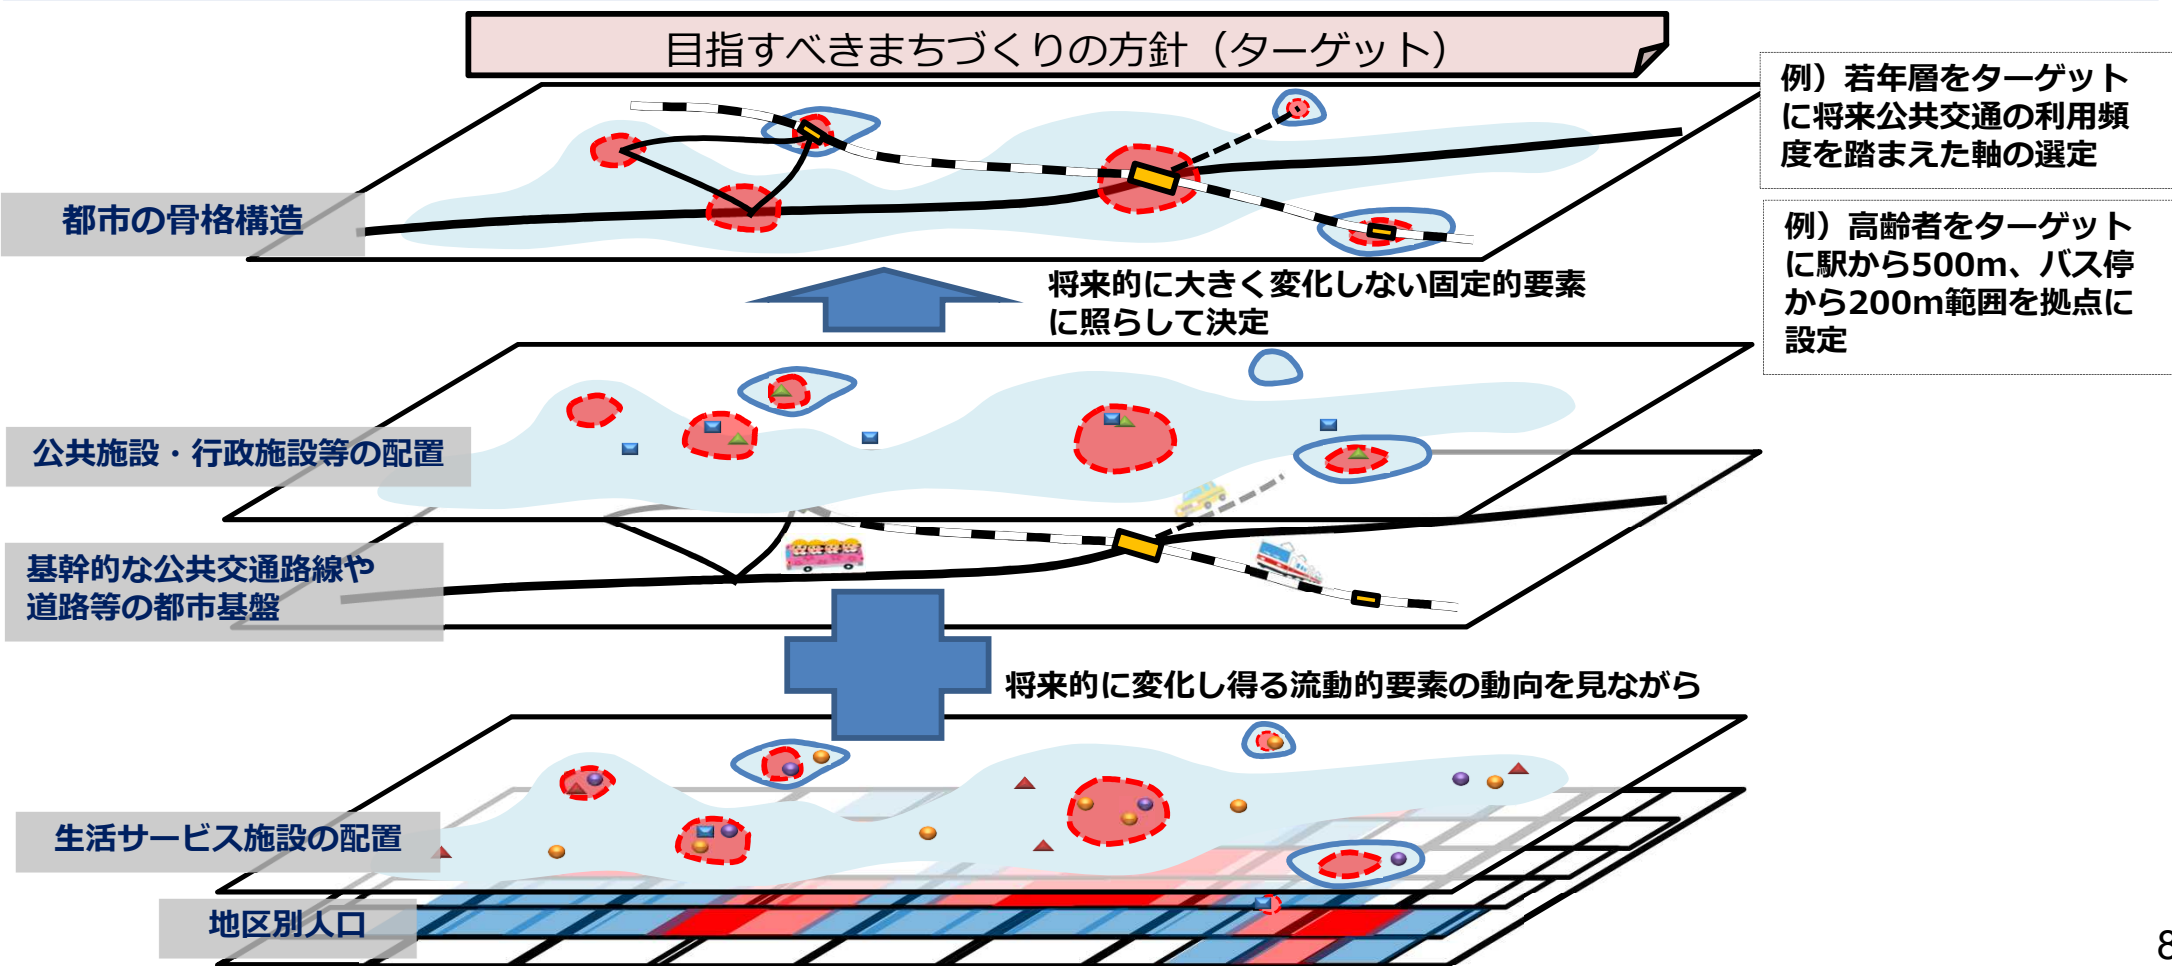 目指すべきまちづくりの方針（ターゲット）
例）若年層をターゲット
に将来公共交通の利用頻
度を踏まえた軸の選定
都市の骨格構造
例）高齢者をターゲット
に駅から500m、バス停
から200m範囲を拠点に
設定
将来的に大きく変化しない固定的要素
に照らして決定
公共施設・行政施設等の配置
基幹的な公共交通路線や
道路等の都市基盤
将来的に変化し得る流動的要素の動向を見ながら
生活サービス施設の配置
地区別人口
8